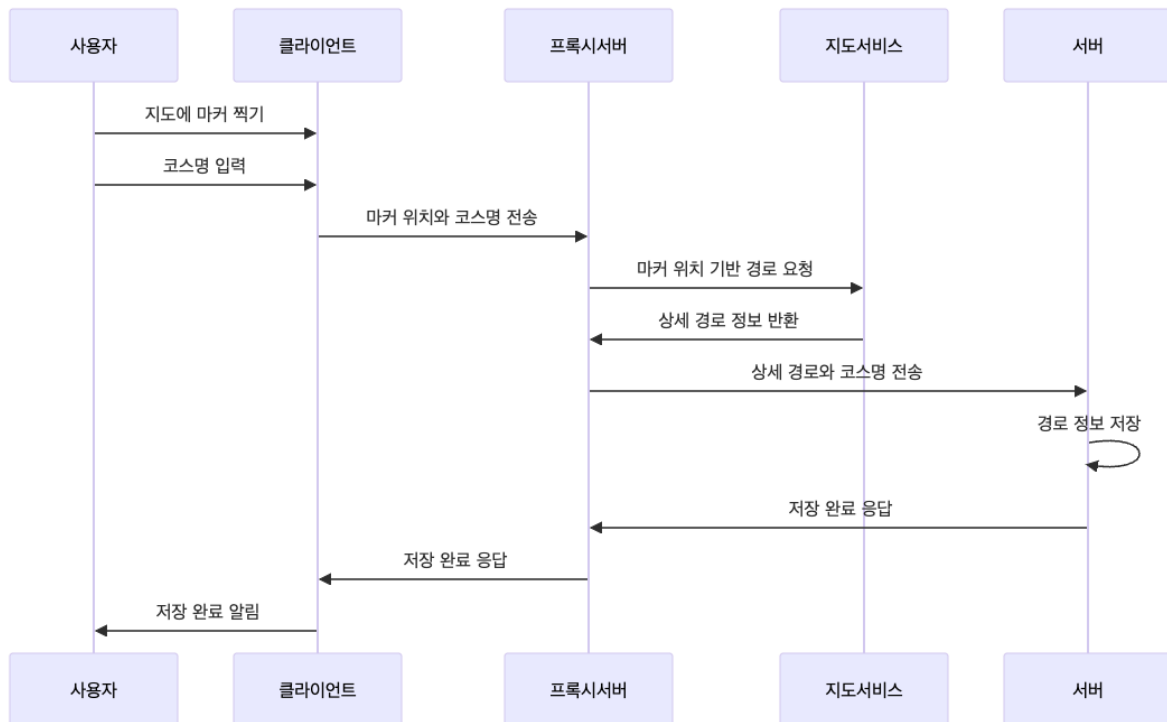 사용자
클라이언트
프록시서버
지도서비스
서버
지도에 마커 찍기
코스명 입력
마커 위치와 코스명 전송
마커 위치 기반 경로 요청
상세 경로 정보 반환
상세 경로와 코스명 전송
경로 정보 저장
저장 완료 응답
저장 완료 응답
저장 완료 알림
사용자
클라이언트
프록시서버
지도서비스
서버